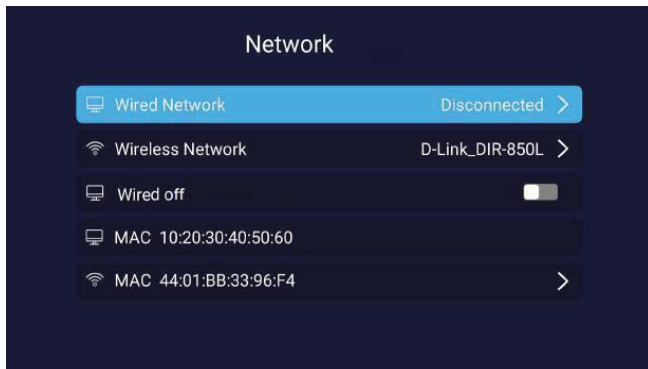 Network
Wired Network Disconnected
Wireless Network D-Link_DIR-850L
Wired off
MAC 10:20:30:40:50:60
MAC 44:01:BB:33:96:F4